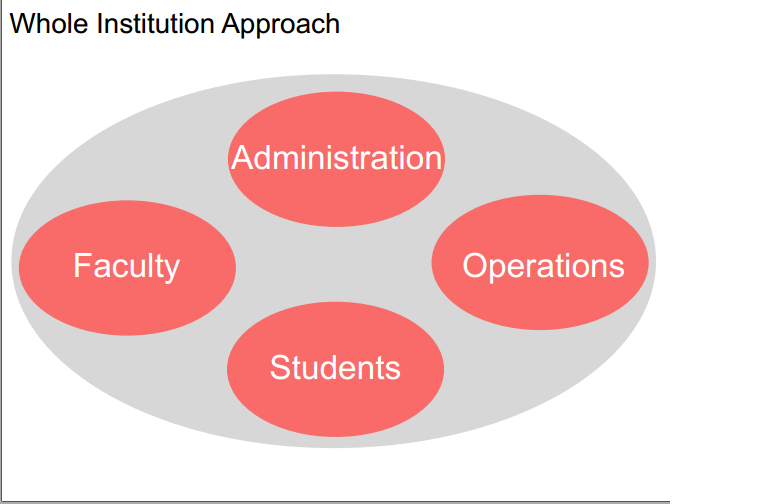 Whole Institution Approach
Administration
Faculty
Operations
Students